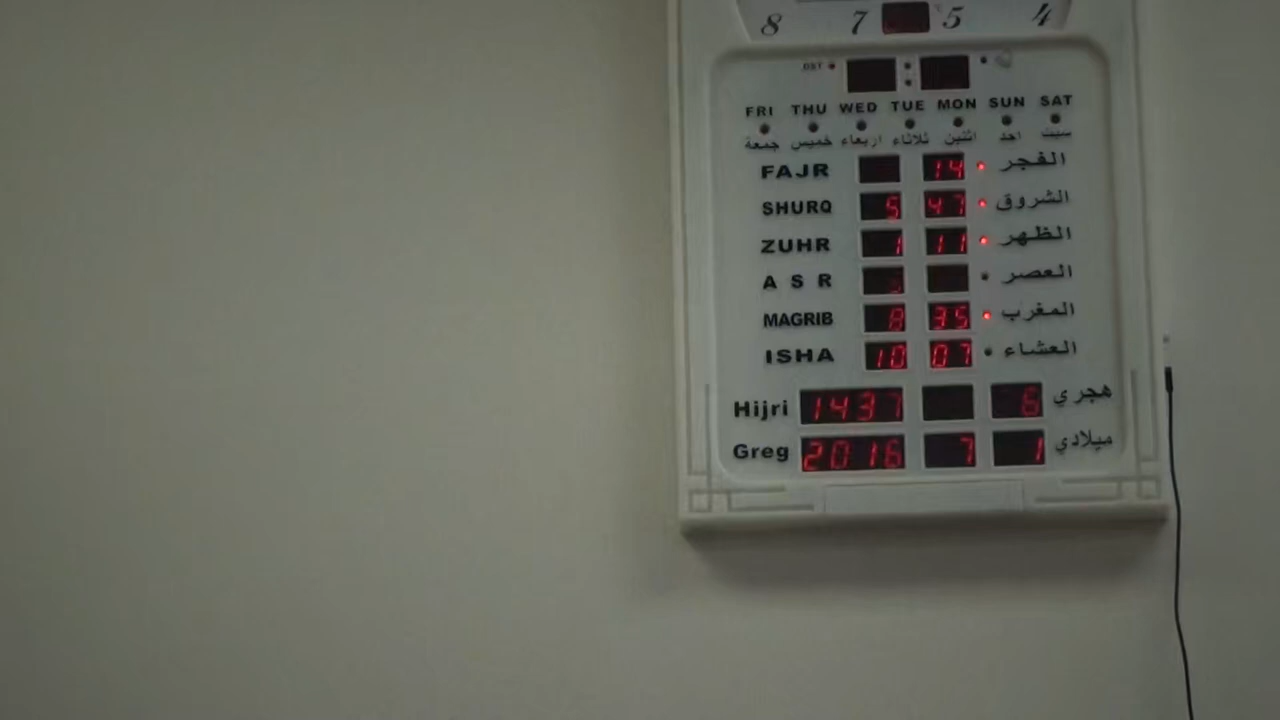 8 7 5 4
DST
FRI THU WED TUE MON SUN SAT
جمعة خميس اربعاء ثلاثاء اثنين احد سبت
FAJR 14 الفجر
SHURQ 5 47 الشروق
ZUHR 1 11 الظهر
A S R العصر
MAGRIB 8 35 المغرب
ISHA 10 07 العشاء
Hijri 1437 6 هجري
Greg 2016 7 1 ميلادي